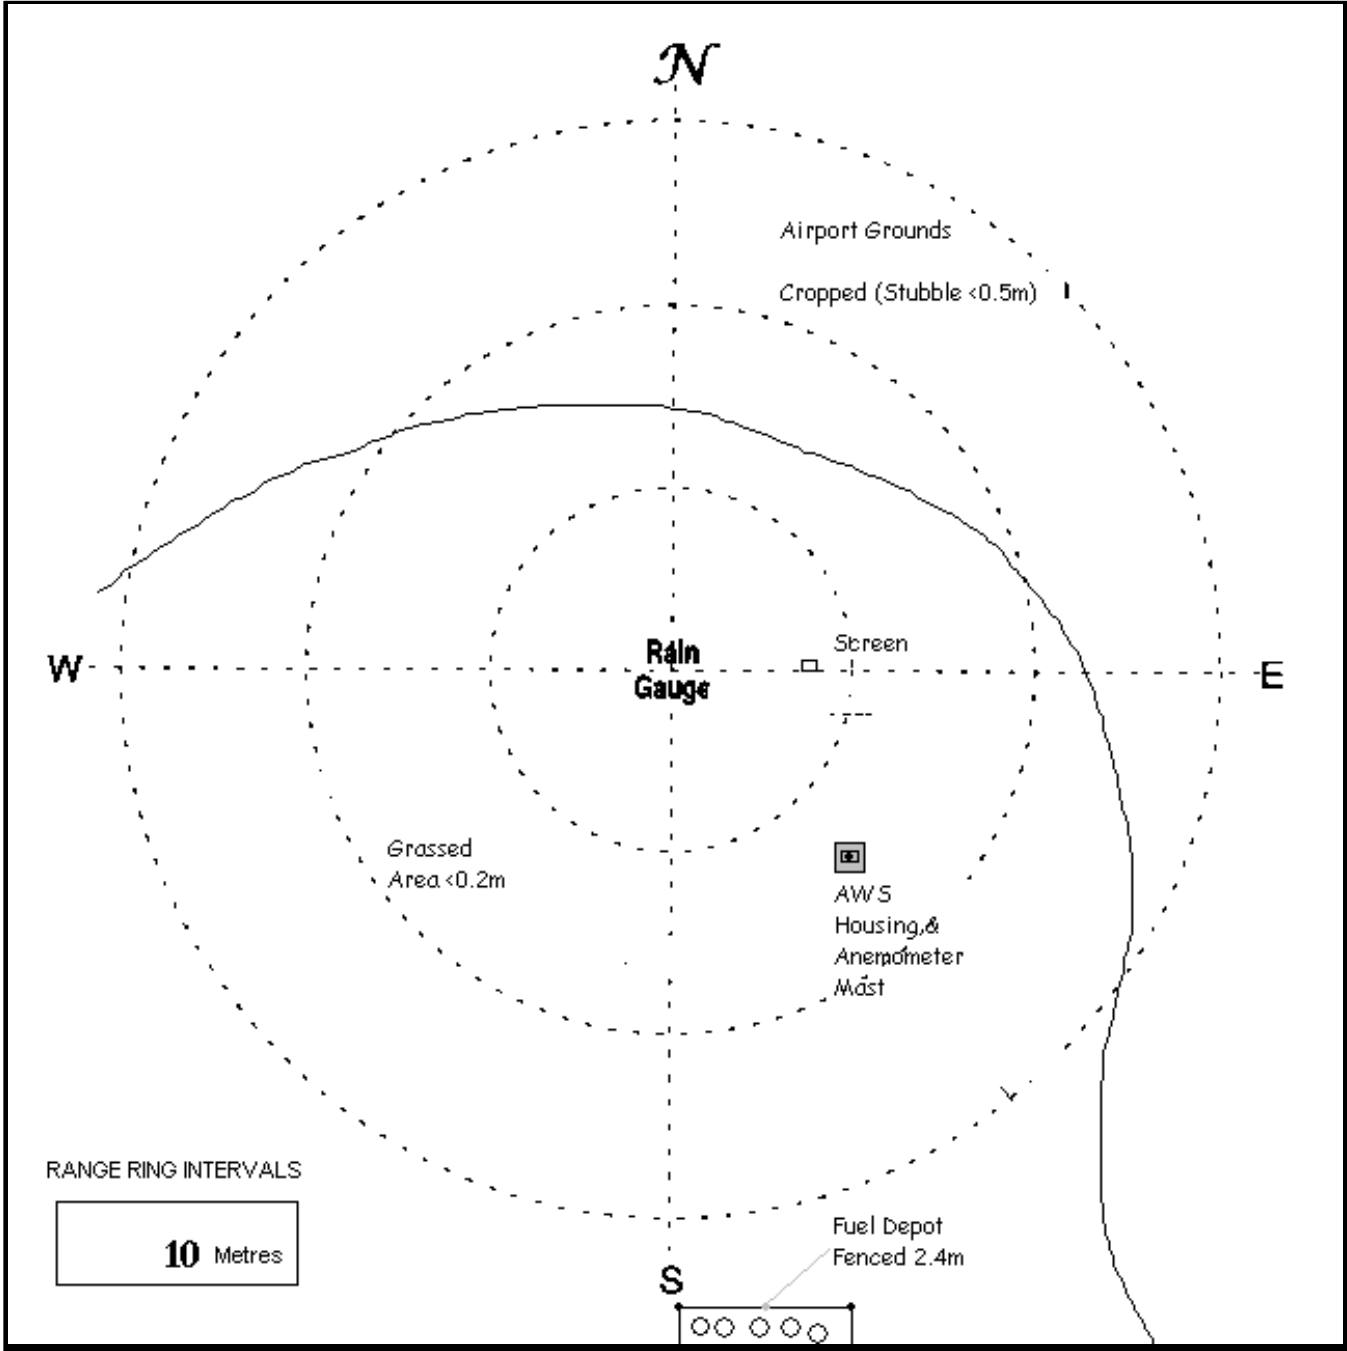 N
Airport Grounds
Cropped (Stubble <0.5m)
Screen
Rain
Gauge
W
E
Grassed
Area <0.2m
AWS
Housing,&
Anemometer
Mast
RANGE RING INTERVALS
10 Metres
Fuel Depot
Fenced 2.4m
S